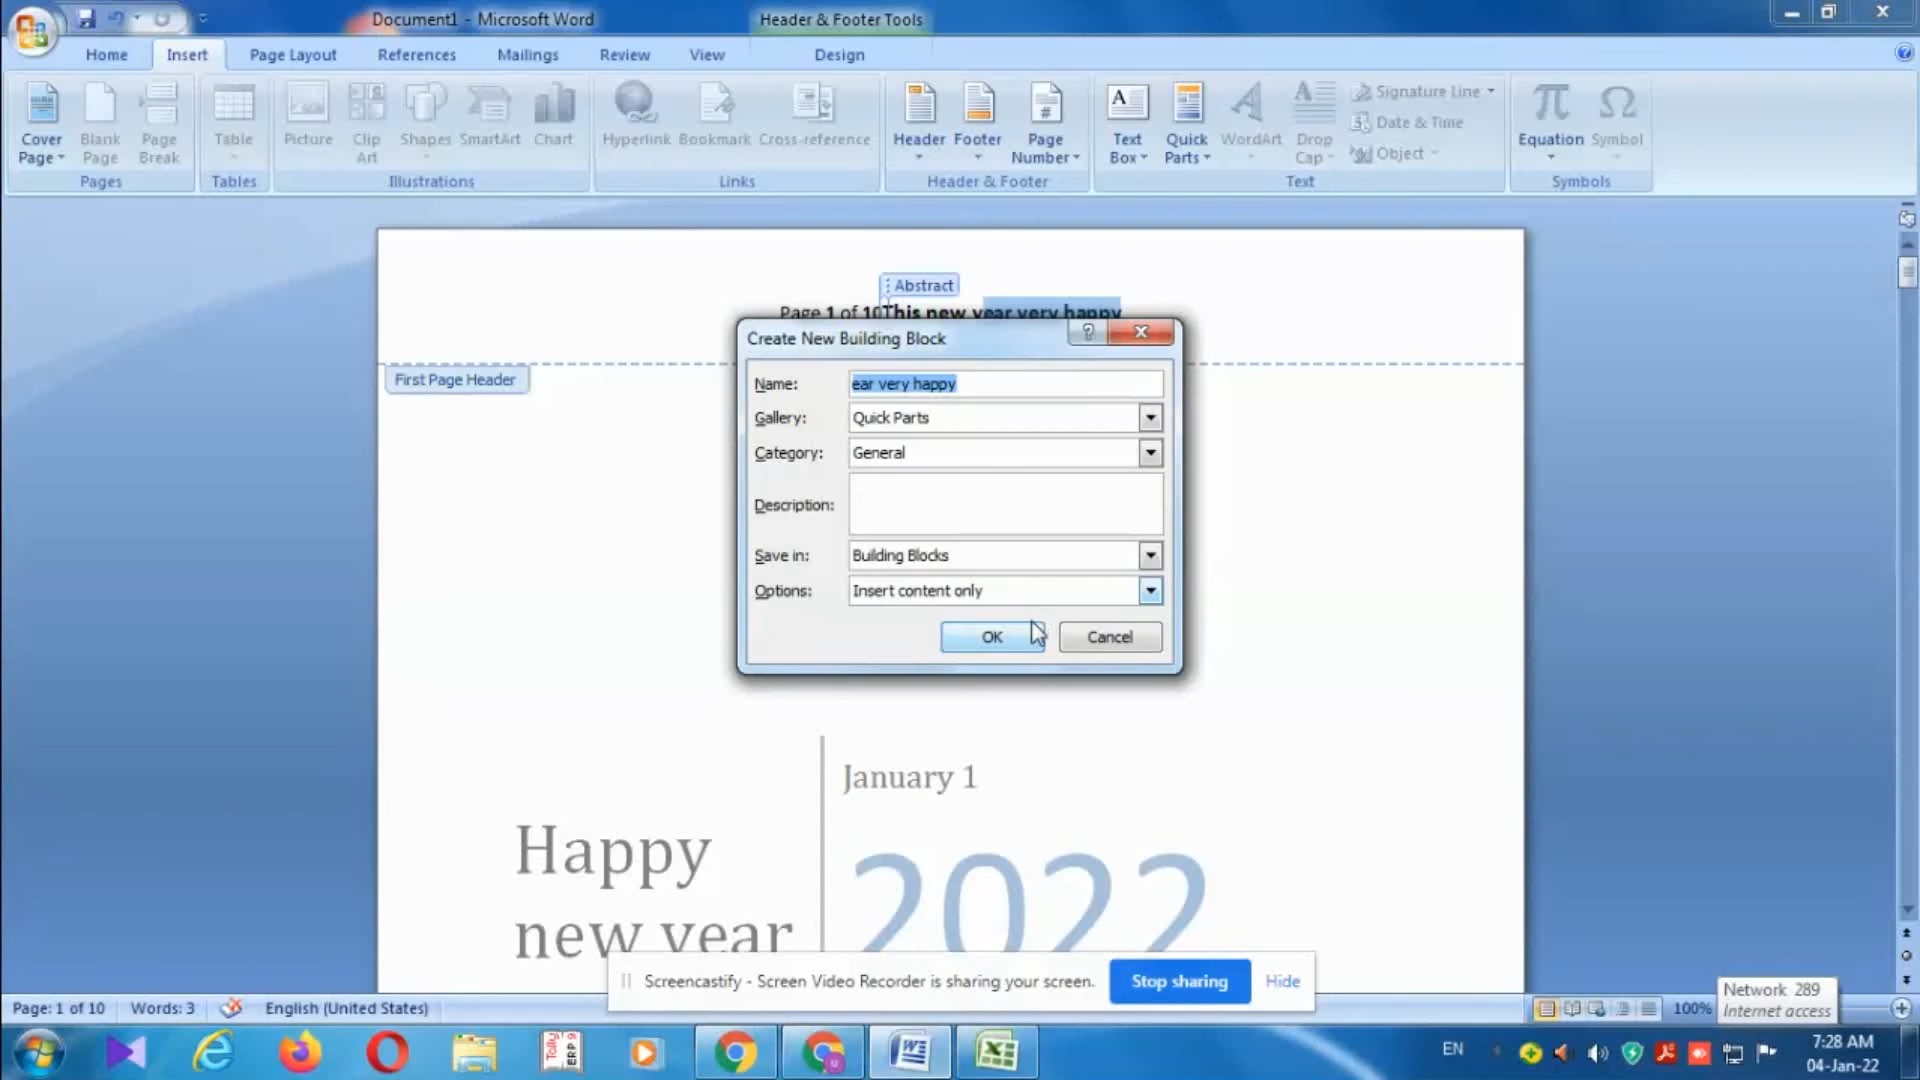 Document1 - Microsoft Word
Header & Footer Tools
Home Insert Page Layout References Mailings Review View Design
Cover Page
Blank Page
Page Break
Table
Picture
Clip Art
Shapes
SmartArt
Chart
Hyperlink
Bookmark
Cross-reference
Header
Footer
Page Number
Text Box
Quick Parts
WordArt
Drop Cap
Signature Line
Date & Time
Object
Equation
Symbol
Pages Tables Illustrations Links Header & Footer Text Symbols
Abstract
Page 1 of 10This new year very happy
First Page Header
Create New Building Block
Name: ear very happy
Gallery: Quick Parts
Category: General
Description:
Save in: Building Blocks
Options: Insert content only
OK Cancel
January 1
Happy
new year
2022
Screencastify - Screen Video Recorder is sharing your screen. Stop sharing Hide
Network 289
Internet access
Page: 1 of 10 Words: 3 English (United States) 100%
Tally ERP 9
EN
7:28 AM
04-Jan-22